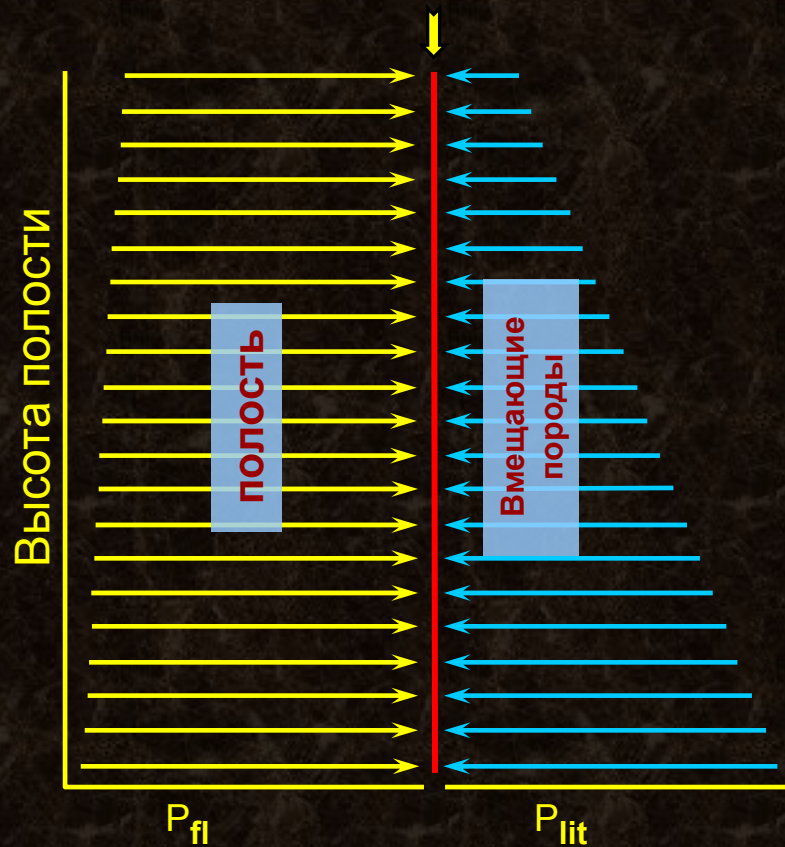 Высота полости
полость
Вмещающие
породы
Pfl
Plit